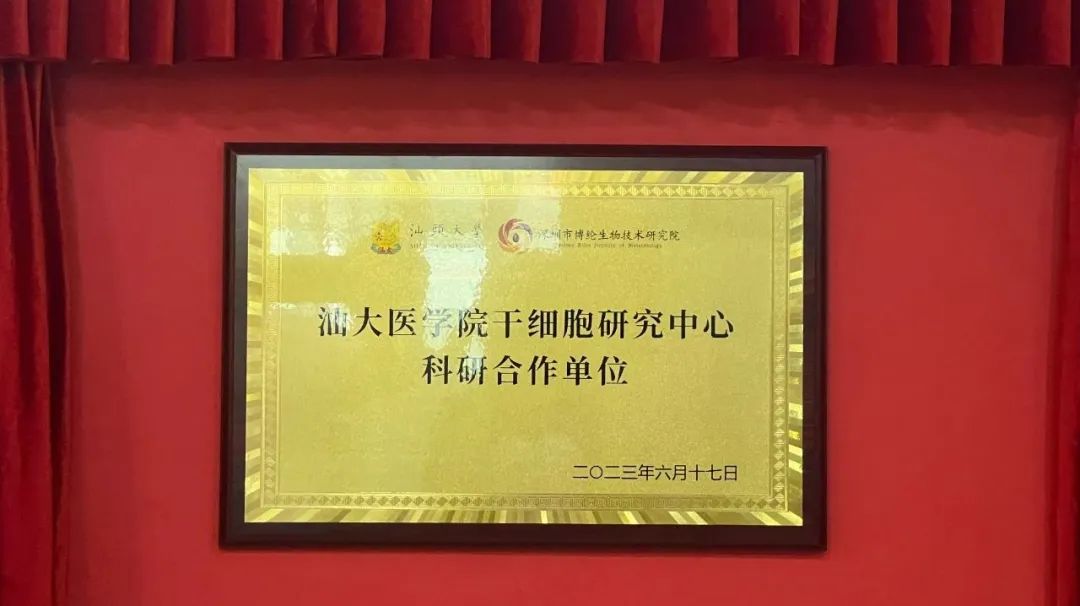 汕头大学 深圳市博纶生物技术研究院
汕大医学院干细胞研究中心
科研合作单位
二〇二三年六月十七日